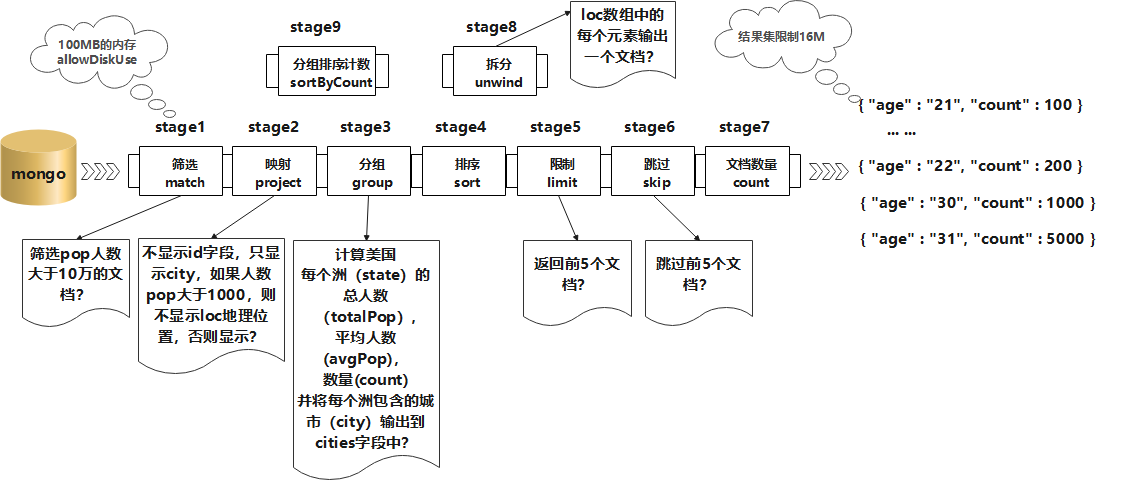 100MB的内存
allowDiskUse
stage9
分组排序计数
sortByCount
stage8
拆分
unwind
loc数组中的
每个元素输出
一个文档？
结果集限制16M
mongo
stage1
筛选
match
stage2
映射
project
stage3
分组
group
stage4
排序
sort
stage5
限制
limit
stage6
跳过
skip
stage7
文档数量
count
{ "age" : "21", "count" : 100 }
... ...
{ "age" : "22", "count" : 200 }
{ "age" : "30", "count" : 1000 }
{ "age" : "31", "count" : 5000 }
筛选pop人数
大于10万的文
档？
不显示id字段，只显
示city，如果人数
pop大于1000，则
不显示loc地理位
置，否则显示？
计算美国
每个洲（state）的
总人数
（totalPop），
平均人数
(avgPop)，
数量(count)
并将每个洲包含的城
市（city）输出到
cities字段中？
返回前5个文
档？
跳过前5个文
档？